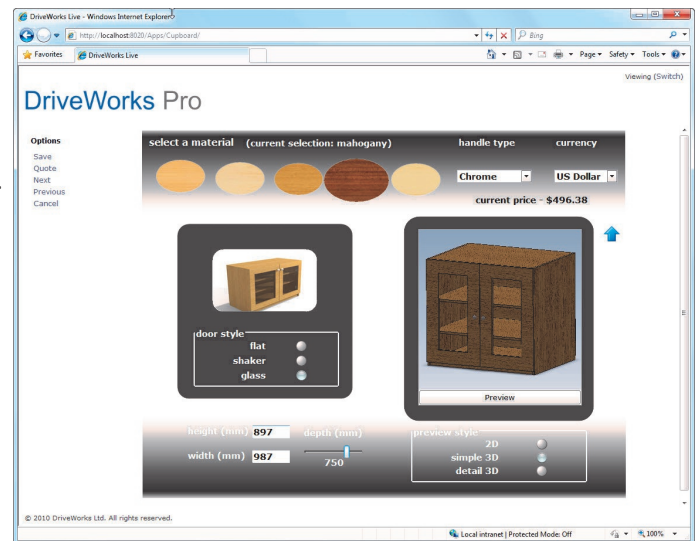 DriveWorks Live - Windows Internet Explorer
http://localhost:8020/Apps/Cupboard/
Bing
Favorites
DriveWorks Live
Page
Safety
Tools
Viewing (Switch)
DriveWorks Pro
Options
Save
Quote
Next
Previous
Cancel
select a material (current selection: mahogany)
handle type
currency
Chrome
US Dollar
current price - $496.38
door style
flat
shaker
glass
Preview
height (mm) 897
depth (mm)
width (mm) 987
750
preview style
2D
simple 3D
detail 3D
© 2010 DriveWorks Ltd. All rights reserved.
Local intranet | Protected Mode: Off
100%